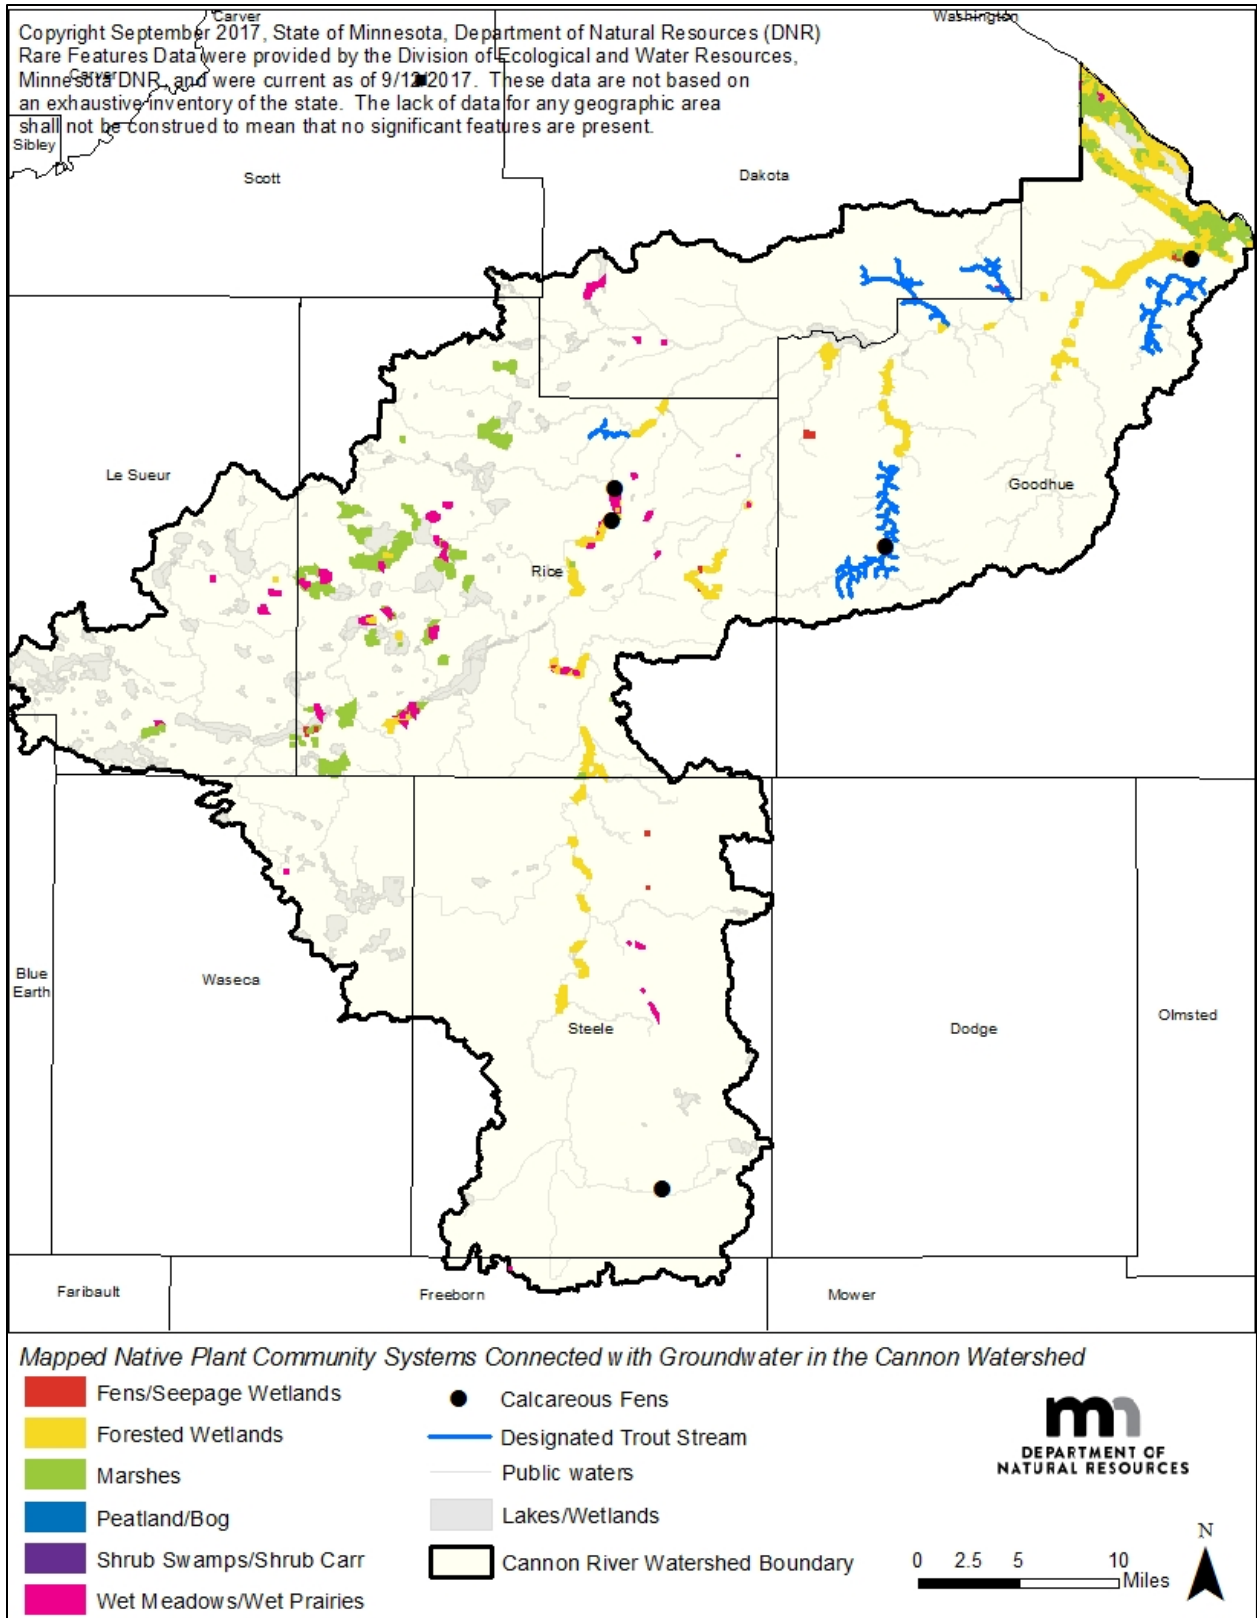 Carver
Washington
Copyright September 2017, State of Minnesota, Department of Natural Resources (DNR)
Rare Features Data were provided by the Division of Ecological and Water Resources,
Minnesota DNR, and were current as of 9/12/2017. These data are not based on
Carver
an exhaustive inventory of the state. The lack of data for any geographic area
shall not be construed to mean that no significant features are present.
Sibley
Scott
Dakota
Le Sueur
Goodhue
Rice
Blue
Earth
Waseca
Steele
Dodge
Olmsted
Faribault
Freeborn
Mower
Mapped Native Plant Community Systems Connected with Groundwater in the Cannon Watershed
Fens/Seepage Wetlands
Forested Wetlands
Marshes
Peatland/Bog
Shrub Swamps/Shrub Carr
Wet Meadows/Wet Prairies
Calcareous Fens
Designated Trout Stream
Public waters
Lakes/Wetlands
Cannon River Watershed Boundary
mn
DEPARTMENT OF
NATURAL RESOURCES
N
0 2.5 5 10
Miles